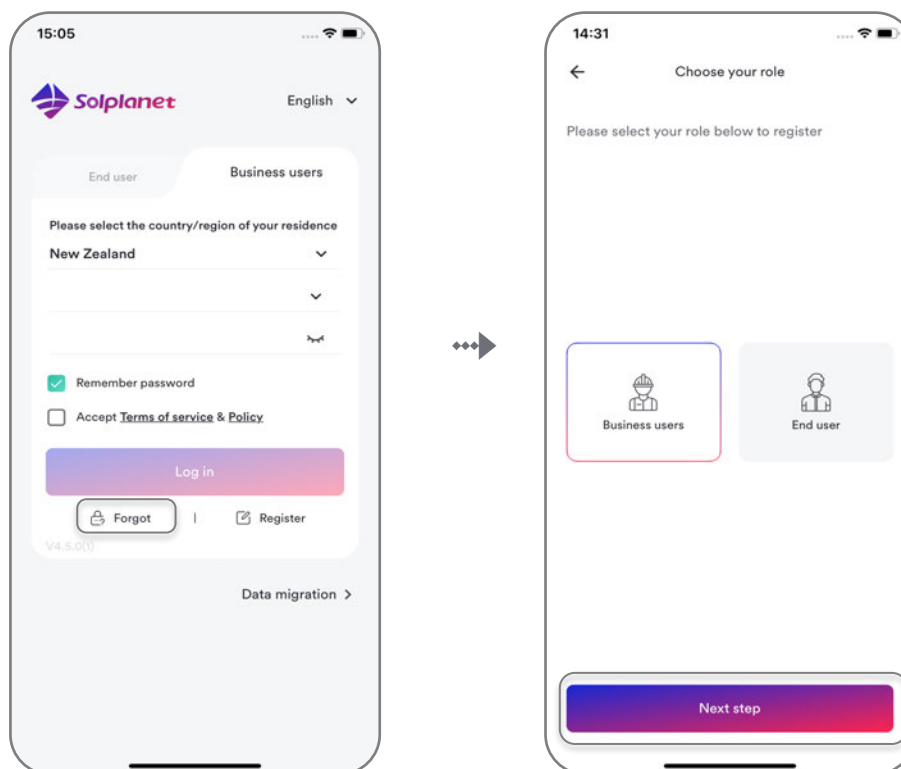 15:05
Solplanet
English
End user
Business users
Please select the country/region of your residence
New Zealand
Remember password
Accept Terms of service & Policy
Log in
Forgot | Register
V4.5.0(1)
Data migration >
14:31
Choose your role
Please select your role below to register
Business users
End user
Next step